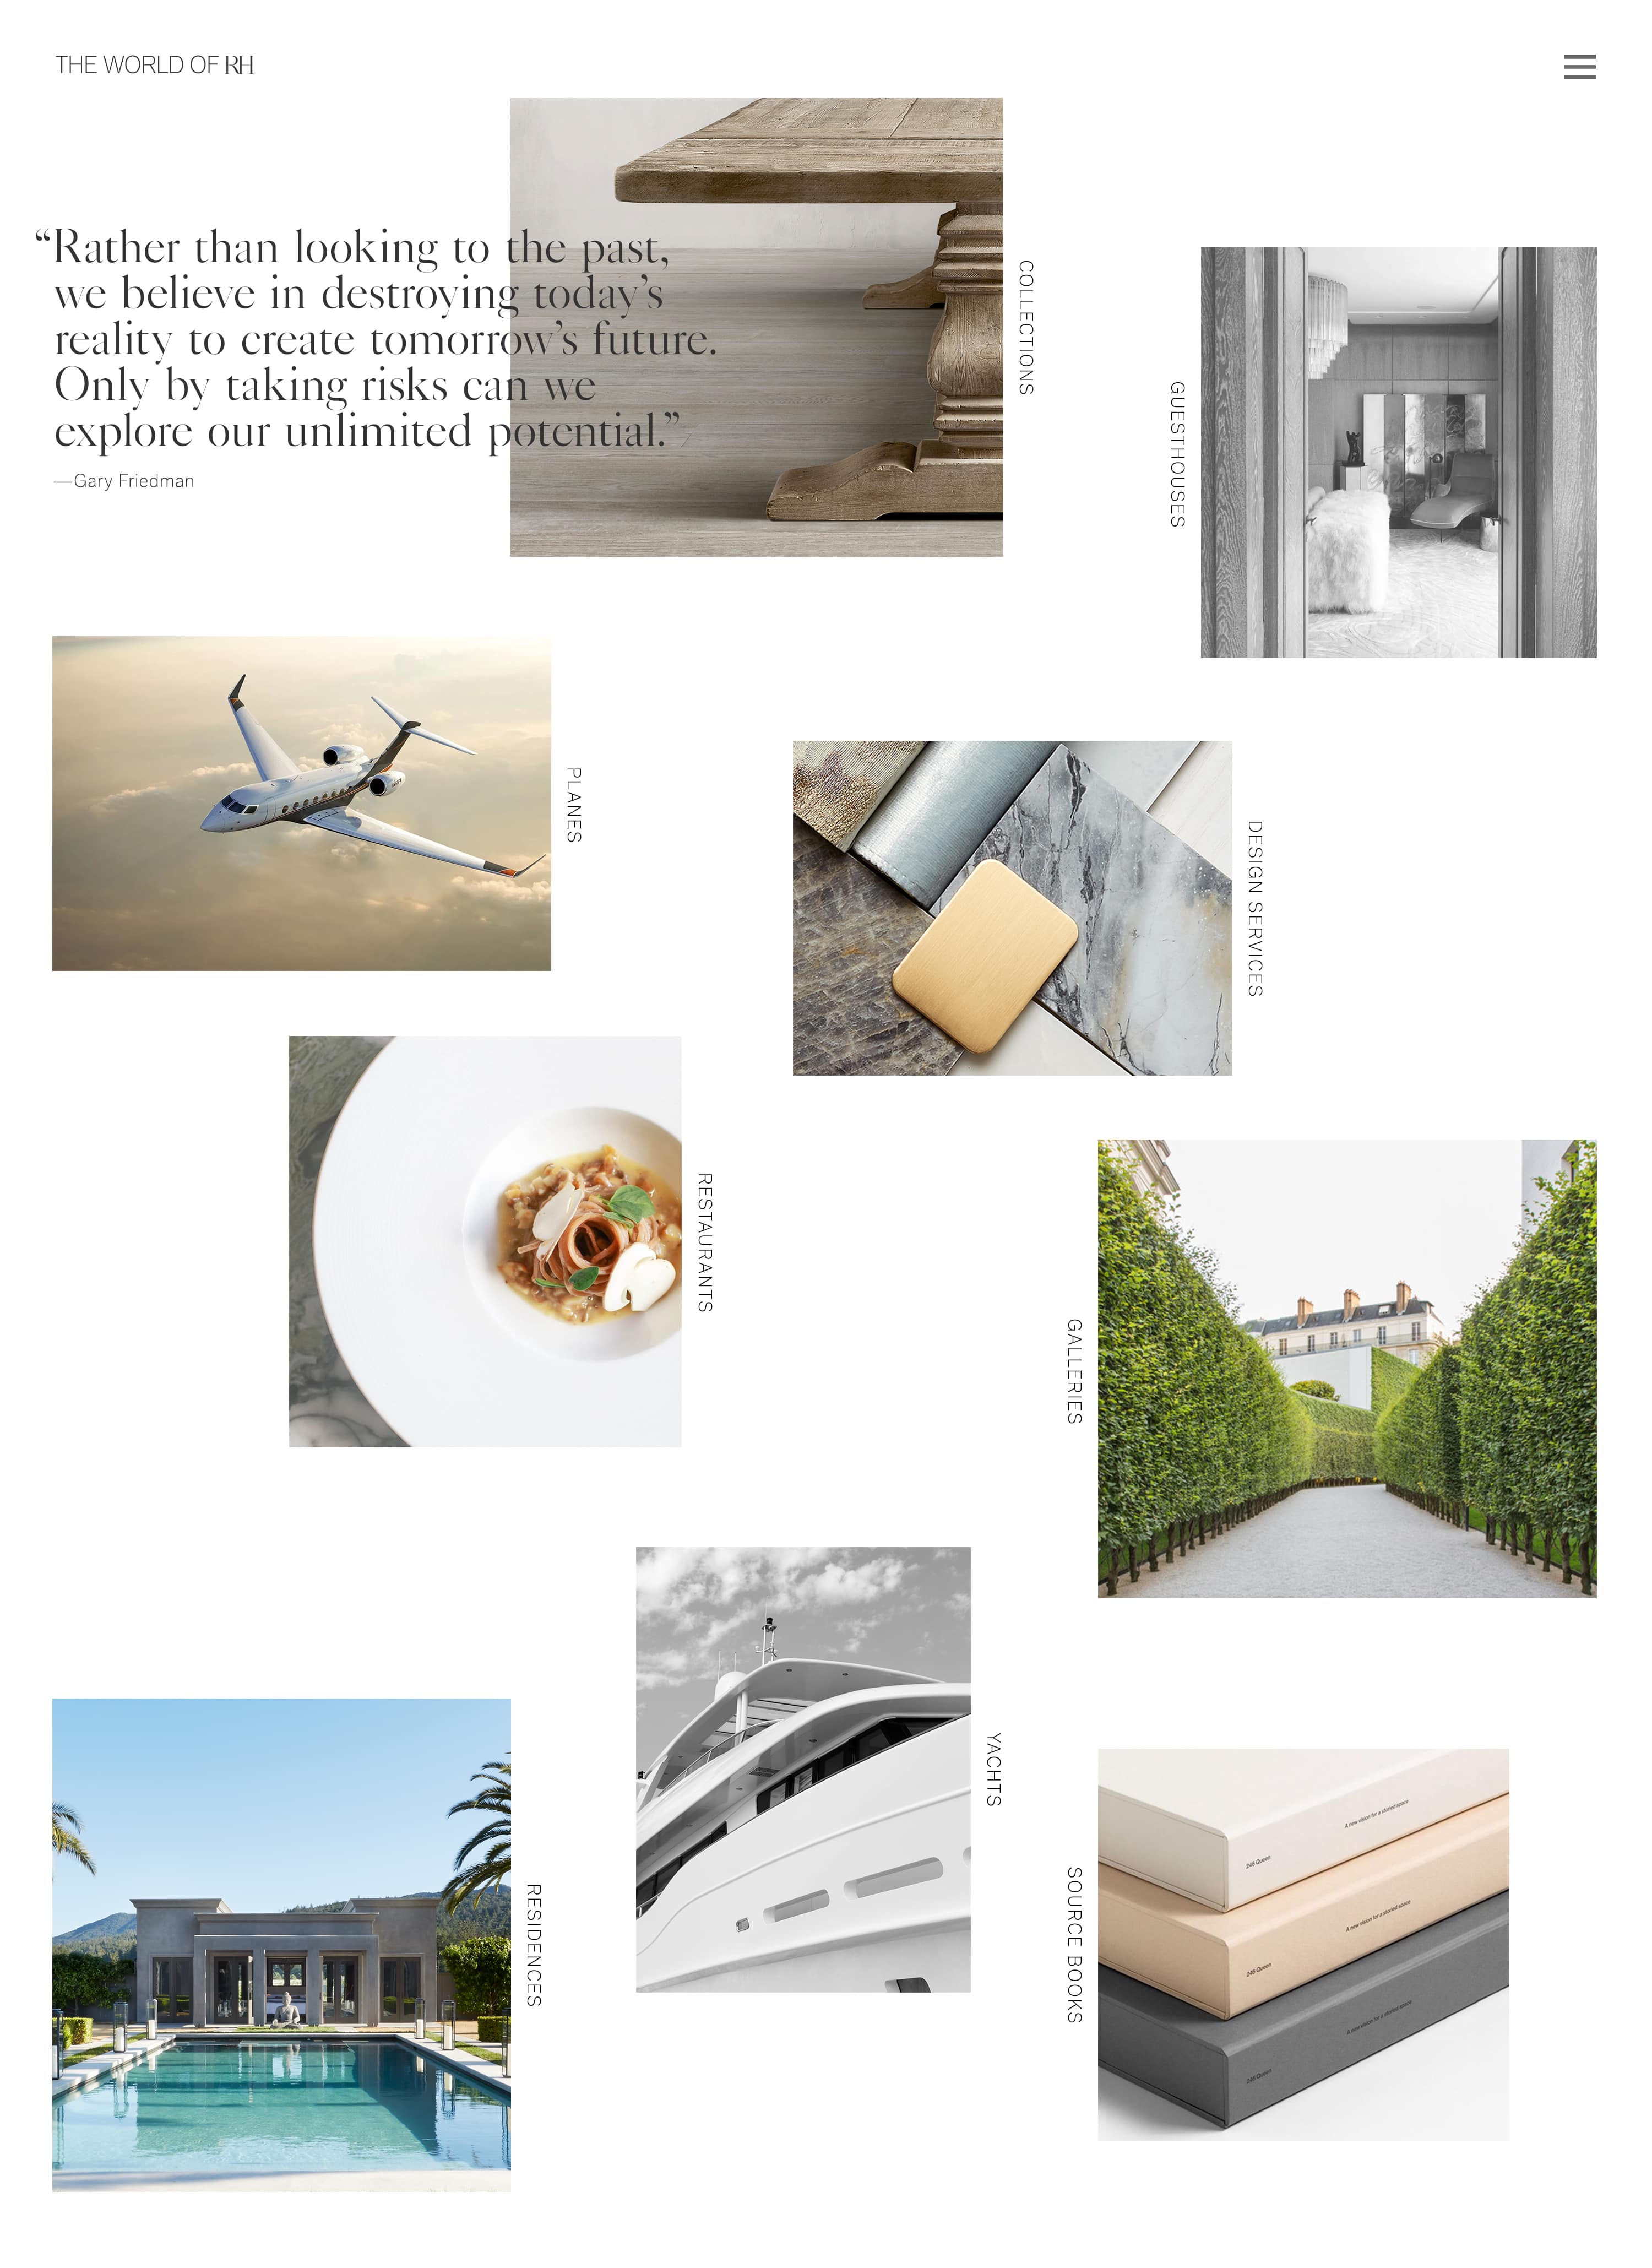 THE WORLD OF RH
“Rather than looking to the past,
we believe in destroying today’s
reality to create tomorrow’s future.
Only by taking risks can we
explore our unlimited potential.”
—Gary Friedman
COLLECTIONS
GUESTHOUSES
PLANES
DESIGN SERVICES
RESTAURANTS
GALLERIES
YACHTS
RESIDENCES
SOURCE BOOKS
A new vision for a storied space
246 Queen
A new vision for a storied space
246 Queen
A new vision for a storied space
246 Queen